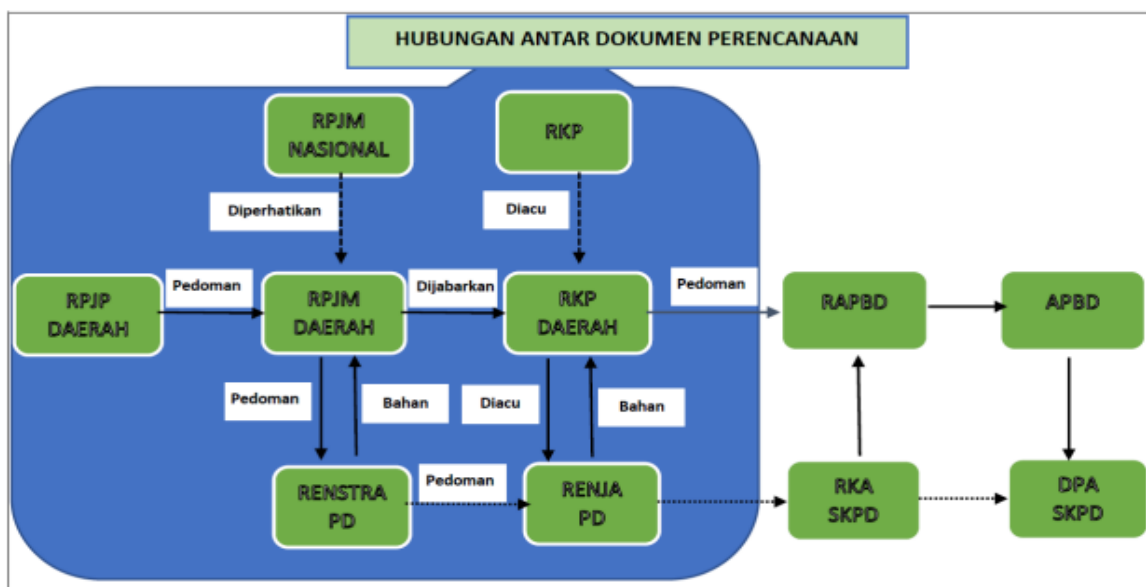 HUBUNGAN ANTAR DOKUMEN PERENCANAAN
RPJM
NASIONAL
RKP
Diperhatikan
Diacu
Pedoman
Dijabarkan
Pedoman
RPJP
DAERAH
RPJM
DAERAH
RKP
DAERAH
RAPBD
APBD
Pedoman
Bahan
Diacu
Bahan
RENSTRA
PD
Pedoman
RENJA
PD
RKA
SKPD
DPA
SKPD